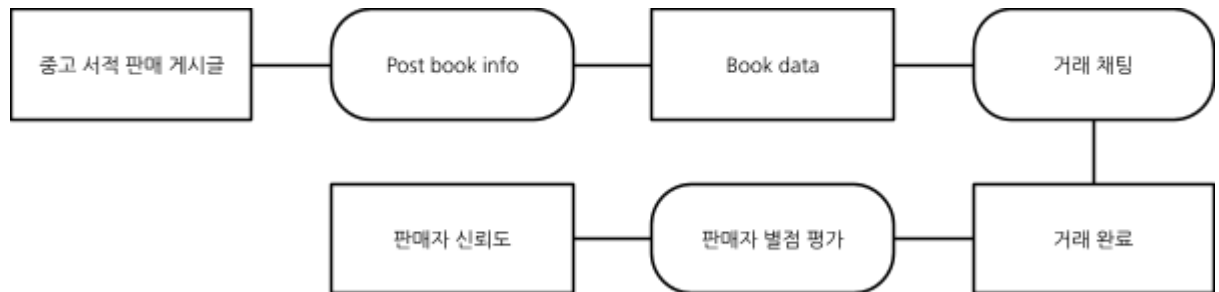 중고 서적 판매 게시글
Post book info
Book data
거래 채팅
거래 완료
판매자 별점 평가
판매자 신뢰도